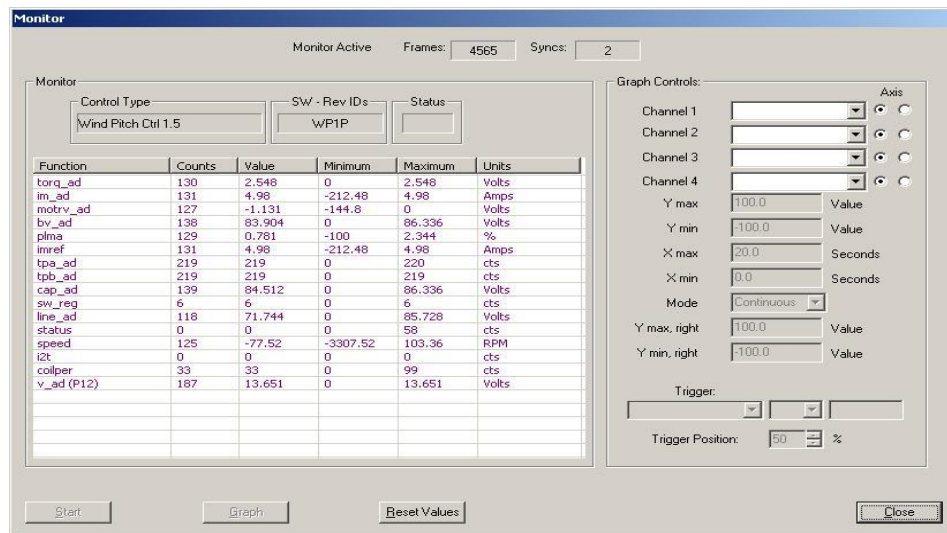 Monitor
Monitor Active Frames: 4565 Syncs: 2
Monitor
Control Type SW - Rev IDs Status
Wind Pitch Ctrl 1.5 WP1P
Function Counts Value Minimum Maximum Units
torq_ad 130 2.548 0 2.548 Volts
im_ad 131 4.98 -212.48 4.98 Amps
motrv_ad 127 -1.131 -144.8 0 Volts
bv_ad 138 83.904 0 86.336 Volts
plma 129 0.781 -100 2.344 %
imref 131 4.98 -212.48 4.98 Amps
tpa_ad 219 219 0 220 cts
tpb_ad 219 219 0 219 cts
cap_ad 139 84.512 0 86.336 Volts
sw_reg 6 6 0 6 cts
line_ad 118 71.744 0 85.728 Volts
status 0 0 0 58 cts
speed 125 -77.52 -3307.52 103.36 RPM
i2t 0 0 0 0 cts
coilper 33 33 0 99 cts
v_ad (P12) 187 13.651 0 13.651 Volts
Graph Controls:
Axis
Channel 1
Channel 2
Channel 3
Channel 4
Y max 100.0 Value
Y min -100.0 Value
X max 20.0 Seconds
X min 0.0 Seconds
Mode Continuous
Y max, right 100.0 Value
Y min, right -100.0 Value
Trigger:
Trigger Position: 50 %
Start Graph Reset Values Close